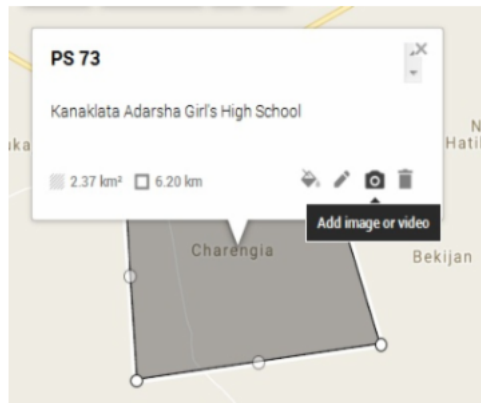 PS 73
Kanaklata Adarsha Girl's High School
2.37 km² 6.20 km
Add image or video
Charengia
Bekijan